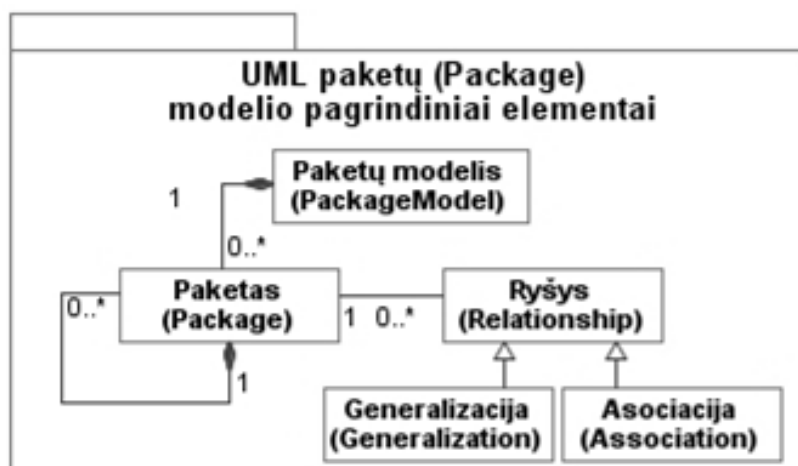 UML paketų (Package)
modelio pagrindiniai elementai
Paketų modelis
(PackageModel)
1
0..*
Paketas
(Package)
0..*
1
1 0..*
Ryšys
(Relationship)
Generalizacija
(Generalization)
Asociacija
(Association)